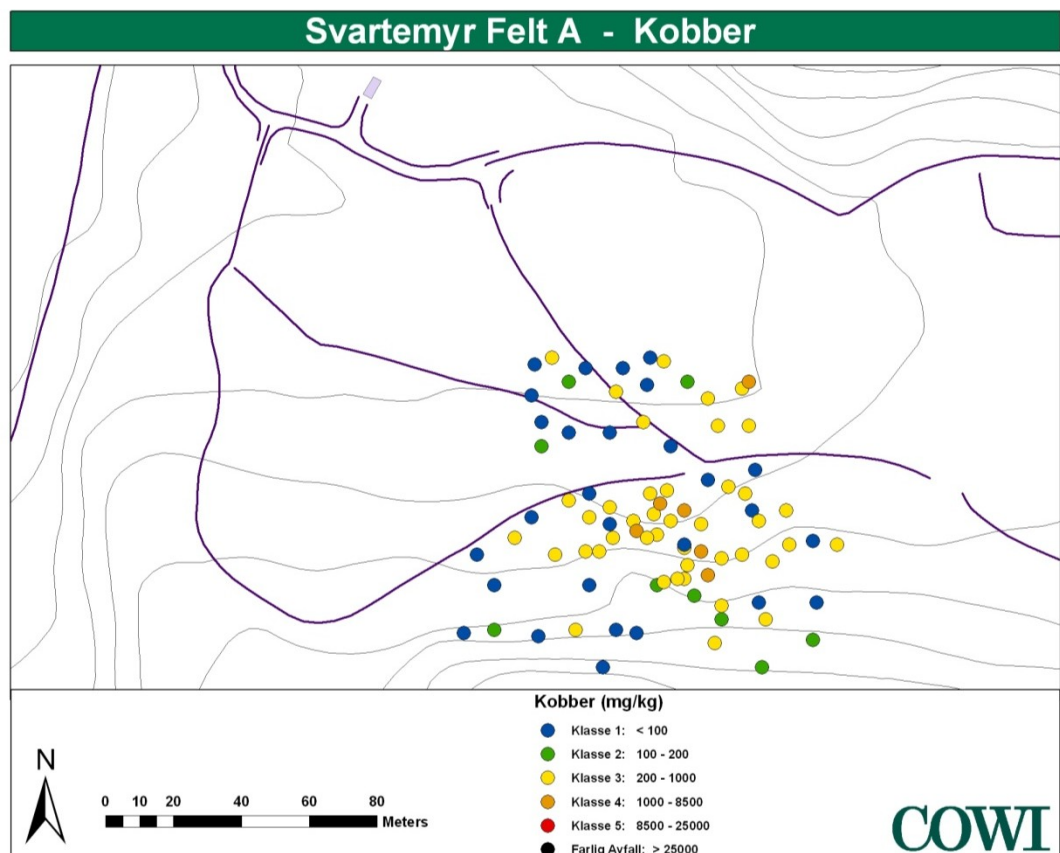 Svartemyr Felt A - Kobber
Kobber (mg/kg)
Klasse 1: < 100
Klasse 2: 100 - 200
Klasse 3: 200 - 1000
Klasse 4: 1000 - 8500
Klasse 5: 8500 - 25000
Farlig Avfall: > 25000
N
0 10 20 40 60 80
Meters
COWI